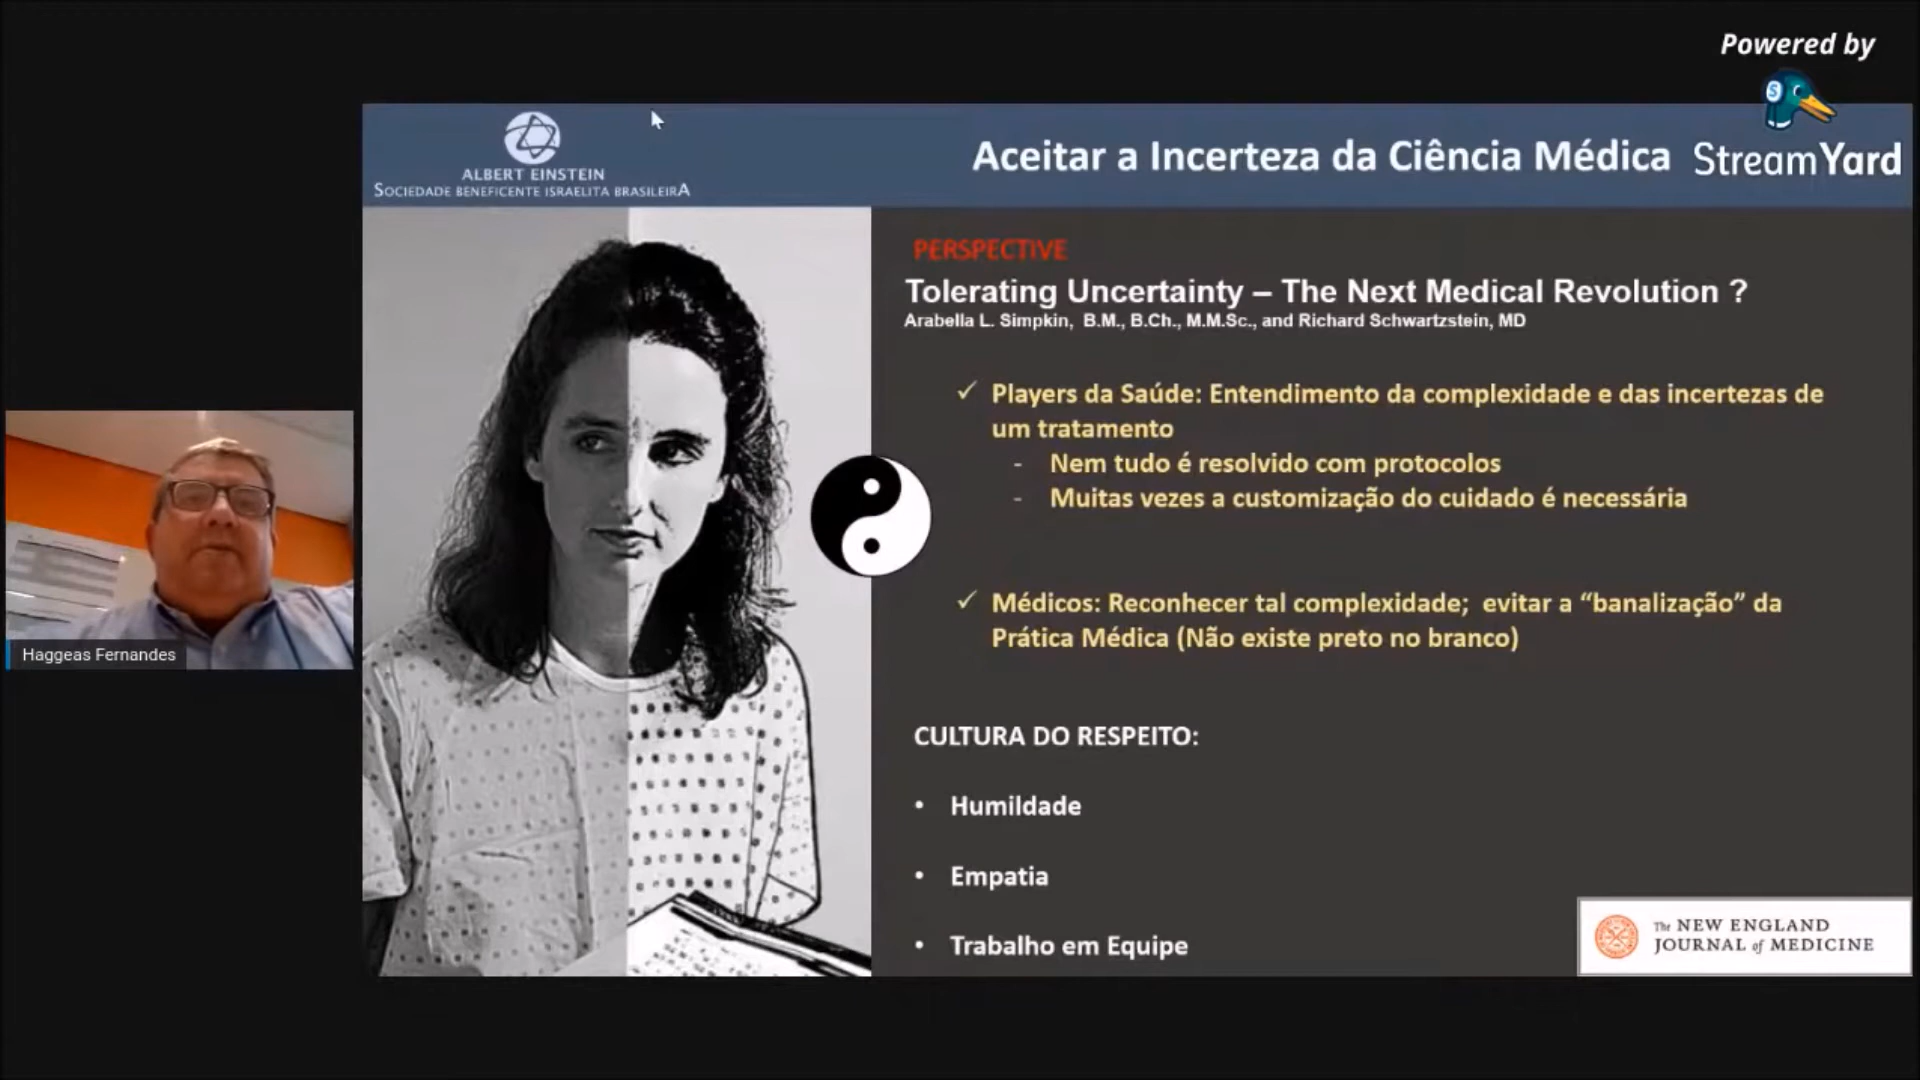 Powered by
StreamYard
ALBERT EINSTEIN
SOCIEDADE BENEFICENTE ISRAELITA BRASILEIRA
Aceitar a Incerteza da Ciência Médica
PERSPECTIVE
Tolerating Uncertainty – The Next Medical Revolution ?
Arabella L. Simpkin, B.M., B.Ch., M.M.Sc., and Richard Schwartzstein, MD
✓ Players da Saúde: Entendimento da complexidade e das incertezas de
um tratamento
- Nem tudo é resolvido com protocolos
- Muitas vezes a customização do cuidado é necessária
✓ Médicos: Reconhecer tal complexidade; evitar a “banalização” da
Prática Médica (Não existe preto no branco)
CULTURA DO RESPEITO:
• Humildade
• Empatia
• Trabalho em Equipe
The NEW ENGLAND
JOURNAL of MEDICINE
Haggeas Fernandes